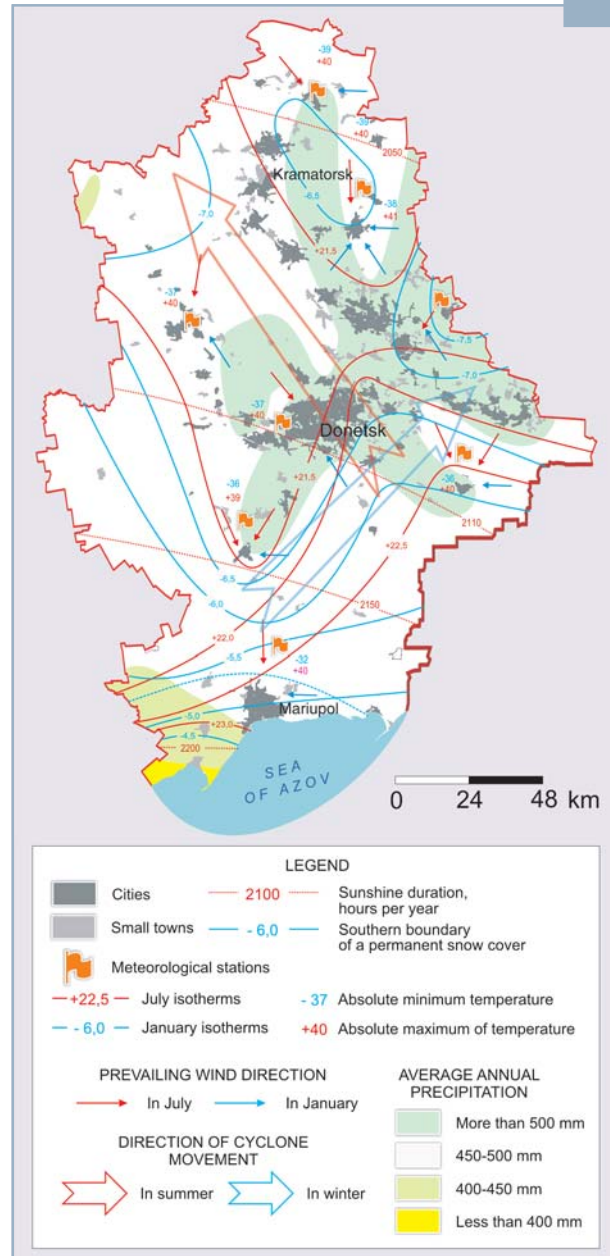 -39
+40
-39
+40
2050
Kramatorsk
-6,5
-38
+41
-7,0
+21,5
-37
+40
-7,5
-7,0
-37
+40
Donetsk
-36
+39
+21,5
-36
+40
2110
+22,5
-6,5
-6,0
2150
+22,0
-5,5
-32
+40
-5,0
Mariupol
+23,0
-4,5
2200
SEA
OF AZOV
0 24 48 km
LEGEND
Cities
2100 Sunshine duration,
hours per year
Small towns
- 6,0 Southern boundary
of a permanent snow cover
Meteorological stations
+22,5 July isotherms
- 37 Absolute minimum temperature
- 6,0 January isotherms
+40 Absolute maximum of temperature
PREVAILING WIND DIRECTION
In July In January
DIRECTION OF CYCLONE
MOVEMENT
In summer In winter
AVERAGE ANNUAL
PRECIPITATION
More than 500 mm
450-500 mm
400-450 mm
Less than 400 mm